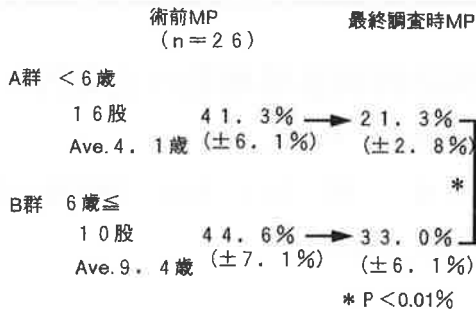 術前MP 最終調査時MP
(n=26)
A群 <6歳
16股 41.3% → 21.3%
Ave.4.1歳 (±6.1%) (±2.8%)
*
B群 6歳≦
10股 44.6% → 33.0%
Ave.9.4歳 (±7.1%) (±6.1%)
* P<0.01%